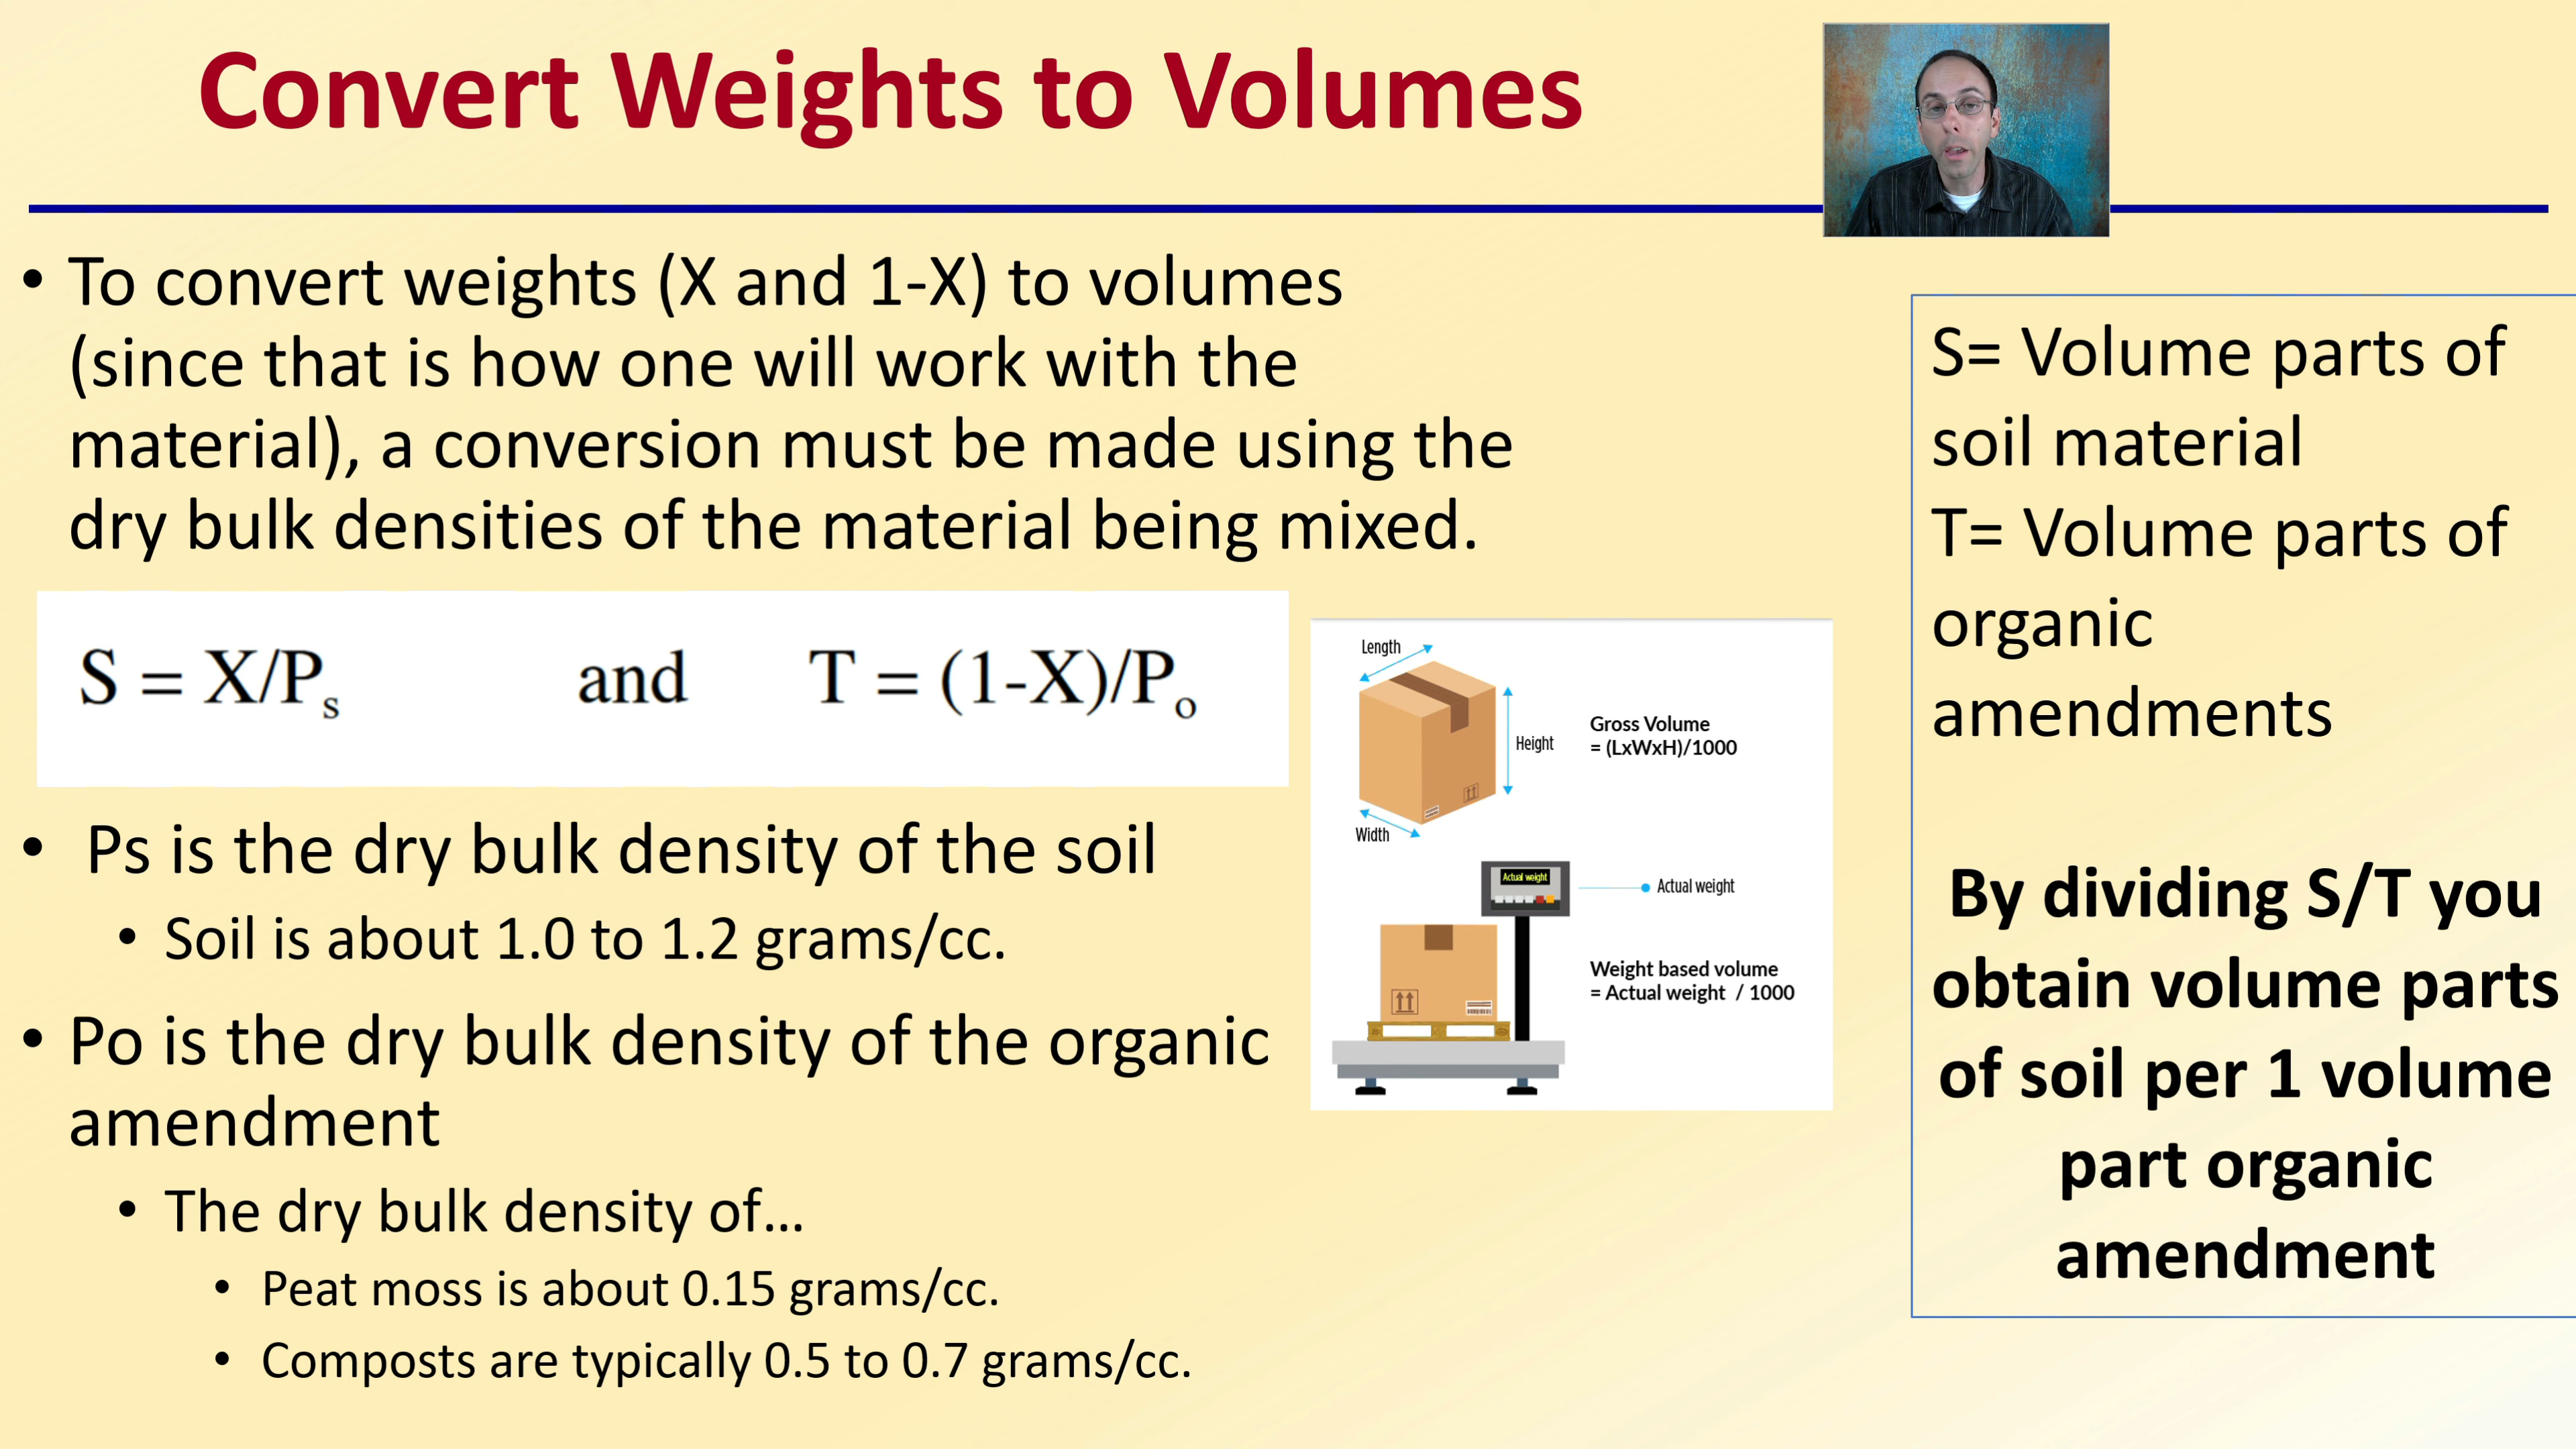 Convert Weights to Volumes
• To convert weights (X and 1-X) to volumes
(since that is how one will work with the
material), a conversion must be made using the
dry bulk densities of the material being mixed.
S = X/Ps and T = (1-X)/Po
• Ps is the dry bulk density of the soil
• Soil is about 1.0 to 1.2 grams/cc.
• Po is the dry bulk density of the organic
amendment
• The dry bulk density of...
• Peat moss is about 0.15 grams/cc.
• Composts are typically 0.5 to 0.7 grams/cc.
Length
Height
Width
Gross Volume
= (LxWxH)/1000
Actual weight
Actual weight
Weight based volume
= Actual weight / 1000
S= Volume parts of
soil material
T= Volume parts of
organic
amendments
By dividing S/T you
obtain volume parts
of soil per 1 volume
part organic
amendment